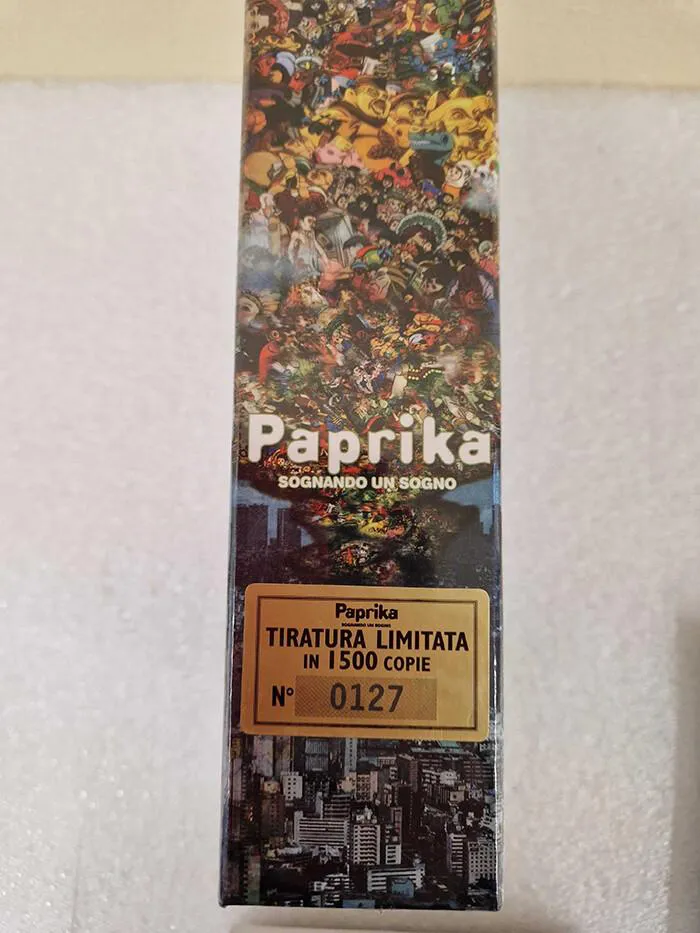 Paprika
SOGNANDO UN SOGNO
Paprika
SOGNANDO UN SOGNO
TIRATURA LIMITATA
IN 1500 COPIE
N° 0127